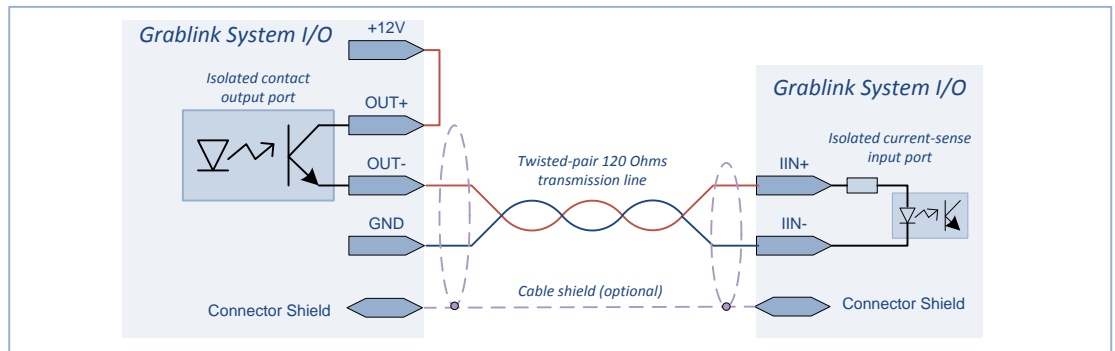 Grablink System I/O
+12V
Isolated contact
output port
OUT+
OUT-
GND
Connector Shield
Twisted-pair 120 Ohms
transmission line
Cable shield (optional)
Grablink System I/O
Isolated current-sense
input port
IIN+
IIN-
Connector Shield